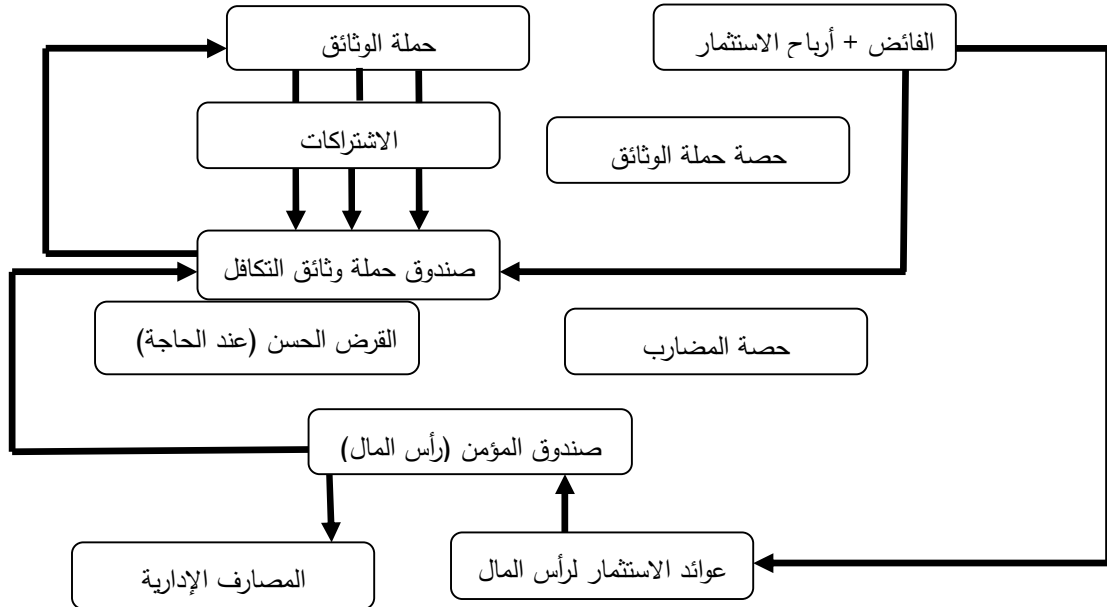 حملة الوثائق
الفائض + أرباح الاستثمار
الاشتراكات
حصة حملة الوثائق
صندوق حملة وثائق التكافل
القرض الحسن (عند الحاجة)
حصة المضارب
صندوق المؤمن (رأس المال)
عوائد الاستثمار لرأس المال
المصارف الإدارية